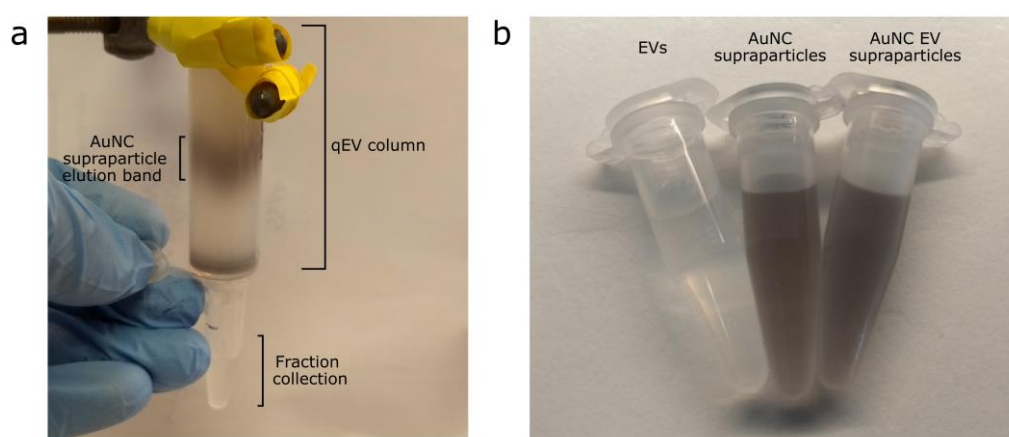 a
AuNC
supraparticle
elution band
qEV column
Fraction
collection
b
EVs
AuNC
supraparticles
AuNC EV
supraparticles